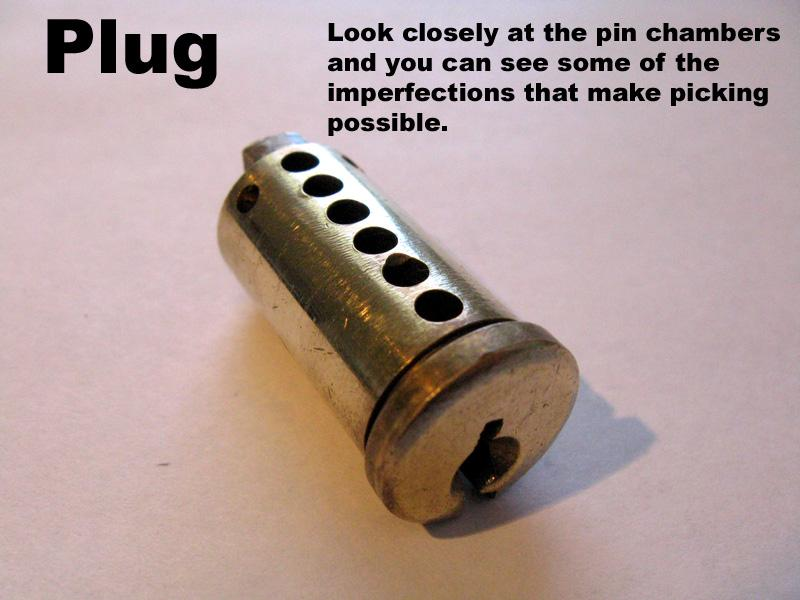 Plug
Look closely at the pin chambers
and you can see some of the
imperfections that make picking
possible.